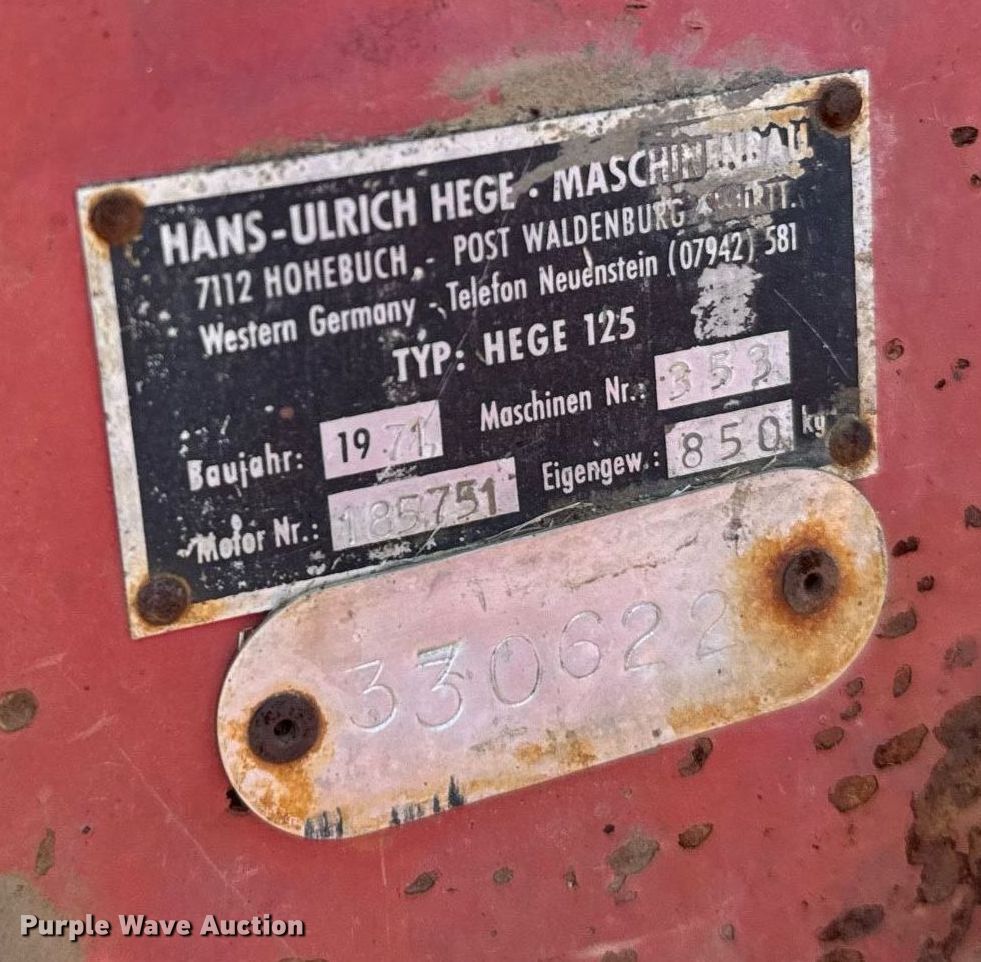 HANS-ULRICH HEGE · MASCHINENBAU
7112 HOHEBUCH - POST WALDENBURG / WÜRTT.
Western Germany - Telefon Neuenstein (07942) 581
TYP: HEGE 125
Baujahr: 1971 Maschinen Nr.: 353
Motor Nr.: 185751 Eigengew.: 850 kg
330622
Purple Wave Auction